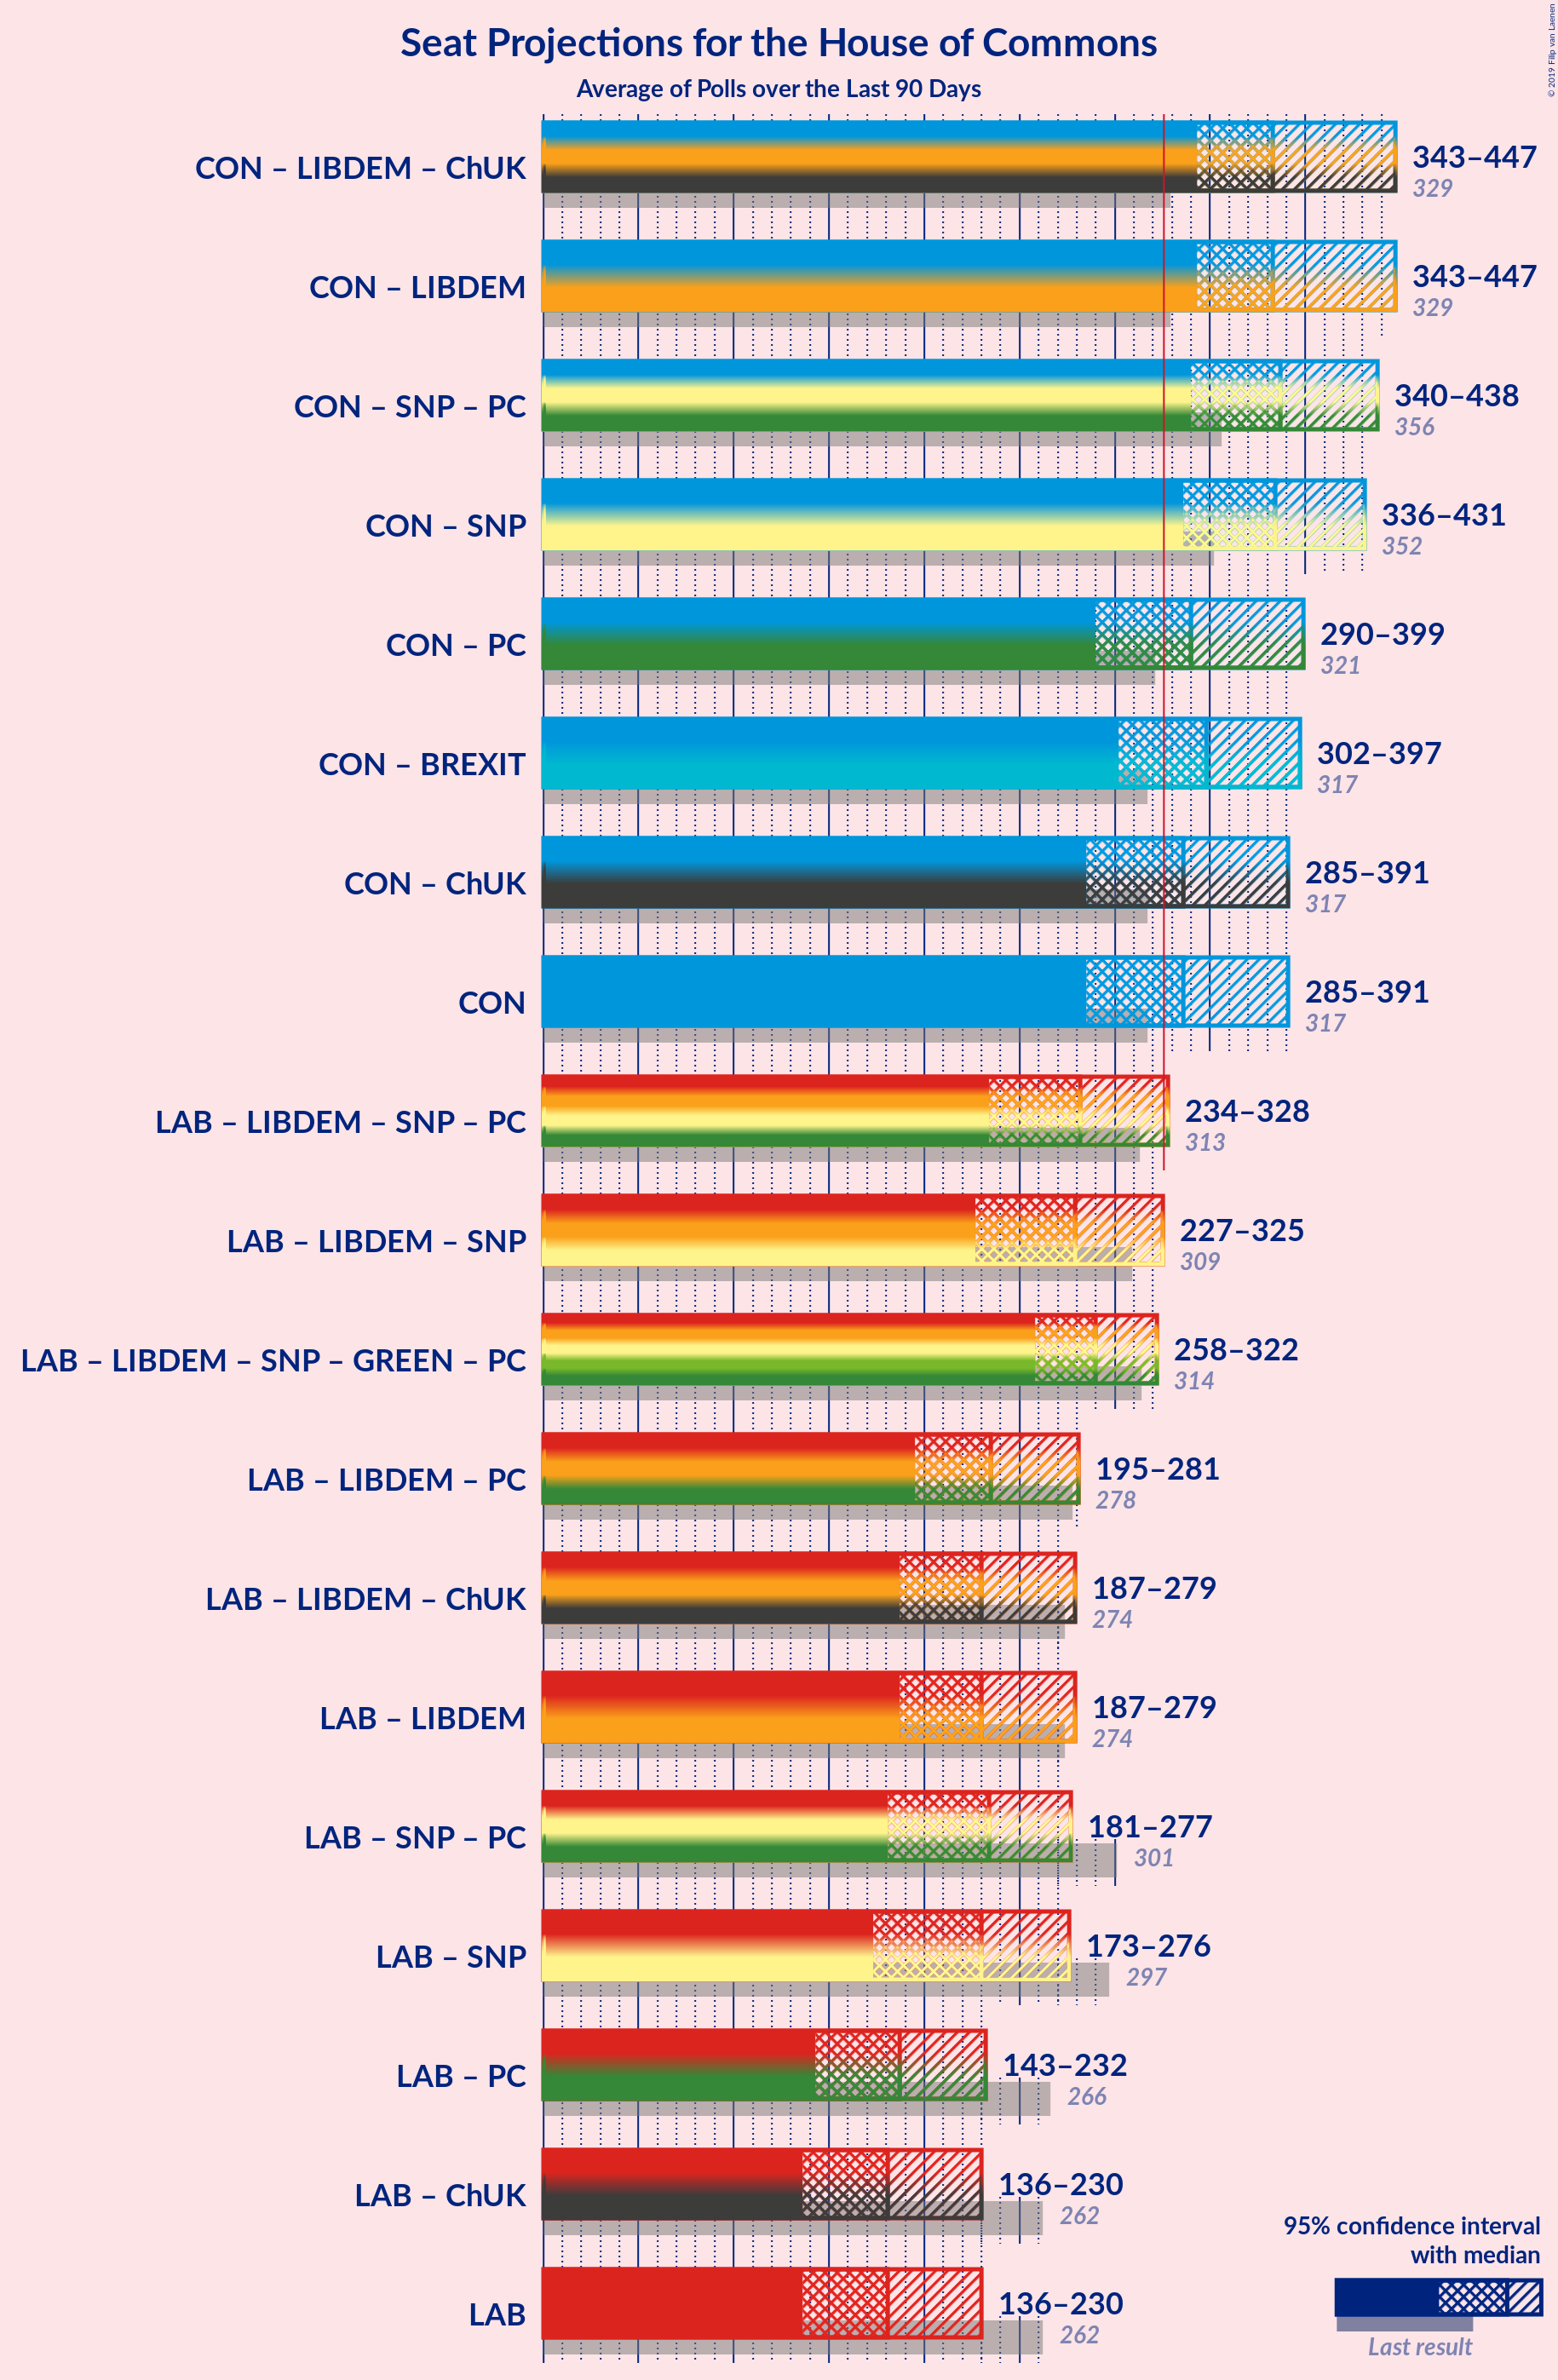 Seat Projections for the House of Commons
Average of Polls over the Last 90 Days
© 2019 Filip van Laenen
CON – LIBDEM – ChUK
343–447
329
CON – LIBDEM
343–447
329
CON – SNP – PC
340–438
356
CON – SNP
336–431
352
CON – PC
290–399
321
CON – BREXIT
302–397
317
CON – ChUK
285–391
317
CON
285–391
317
LAB – LIBDEM – SNP – PC
234–328
313
LAB – LIBDEM – SNP
227–325
309
LAB – LIBDEM – SNP – GREEN – PC
258–322
314
LAB – LIBDEM – PC
195–281
278
LAB – LIBDEM – ChUK
187–279
274
LAB – LIBDEM
187–279
274
LAB – SNP – PC
181–277
301
LAB – SNP
173–276
297
LAB – PC
143–232
266
LAB – ChUK
136–230
262
LAB
136–230
262
95% confidence interval
with median
Last result